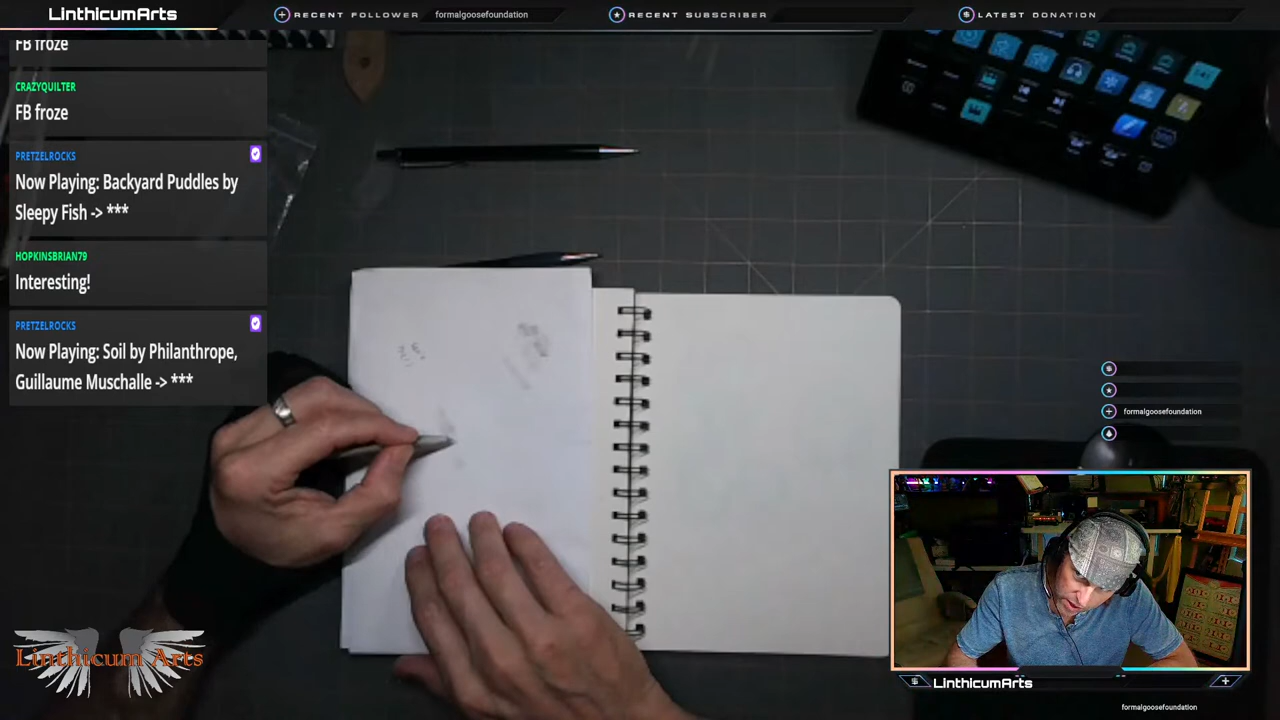 LinthicumArts
RECENT FOLLOWER formalgoosefoundation
RECENT SUBSCRIBER
LATEST DONATION
FB froze
CRAZYQUILTER
FB froze
PRETZELROCKS
Now Playing: Backyard Puddles by
Sleepy Fish -> ***
HOPKINSBRIAN79
Interesting!
PRETZELROCKS
Now Playing: Soil by Philanthrope,
Guillaume Muschalle -> ***
formalgoosefoundation
Linthicum Arts
LinthicumArts
formalgoosefoundation